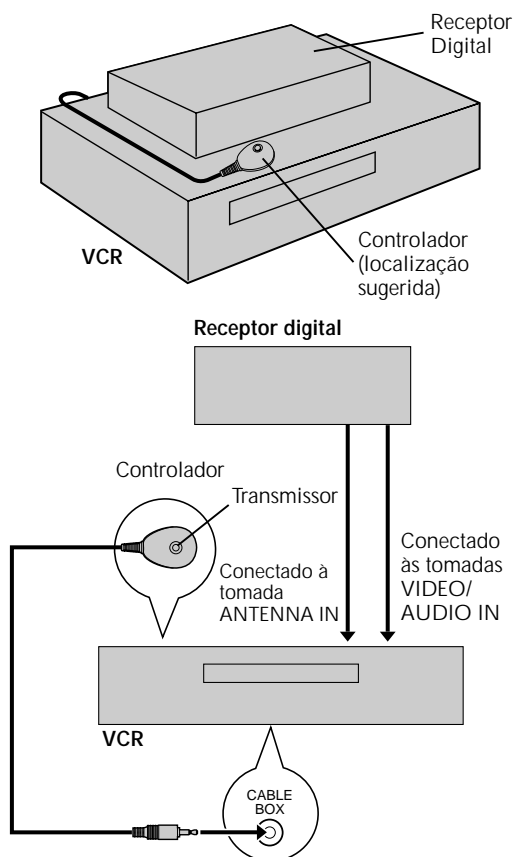 Receptor
Digital
Controlador
(localização
sugerida)
VCR
Receptor digital
Controlador
Transmissor
Conectado à
tomada
ANTENNA IN
Conectado
às tomadas
VIDEO/
AUDIO IN
VCR
CABLE
BOX